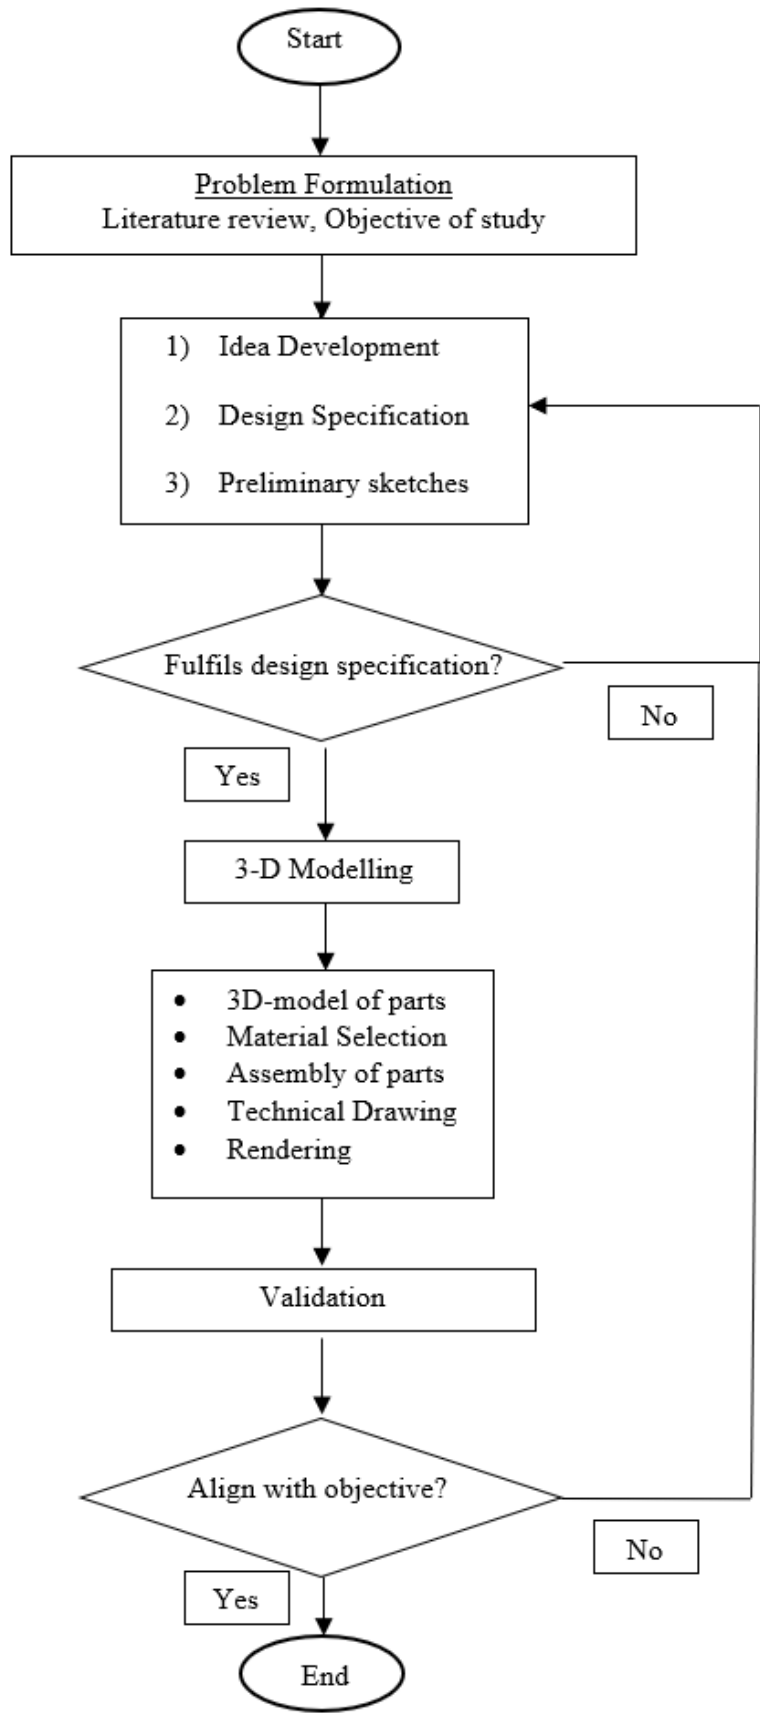 Start
Problem Formulation
Literature review, Objective of study
1) Idea Development
2) Design Specification
3) Preliminary sketches
Fulfils design specification?
No
Yes
3-D Modelling
• 3D-model of parts
• Material Selection
• Assembly of parts
• Technical Drawing
• Rendering
Validation
Align with objective?
No
Yes
End